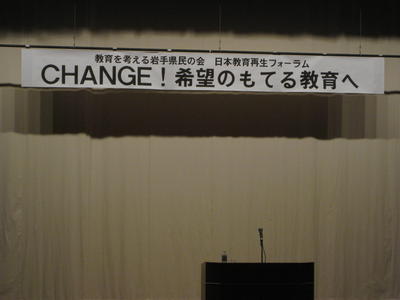 教育を考える岩手県民の会　日本教育再生フォーラム
CHANGE！希望のもてる教育へ